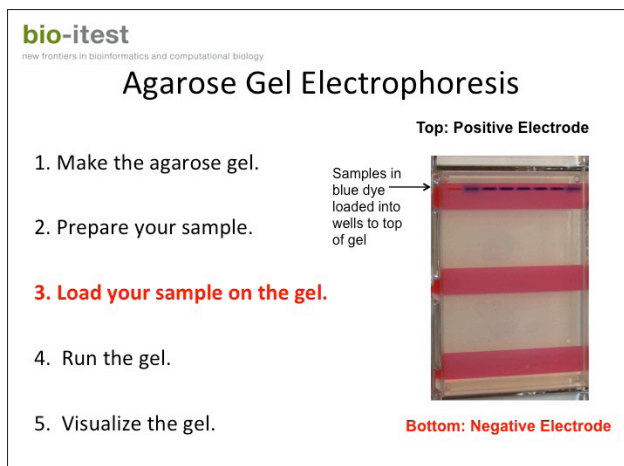 bio-itest
new frontiers in bioinformatics and computational biology
Agarose Gel Electrophoresis
1. Make the agarose gel.
2. Prepare your sample.
3. Load your sample on the gel.
4. Run the gel.
5. Visualize the gel.
Top: Positive Electrode
Samples in
blue dye
loaded into
wells to top
of gel
Bottom: Negative Electrode